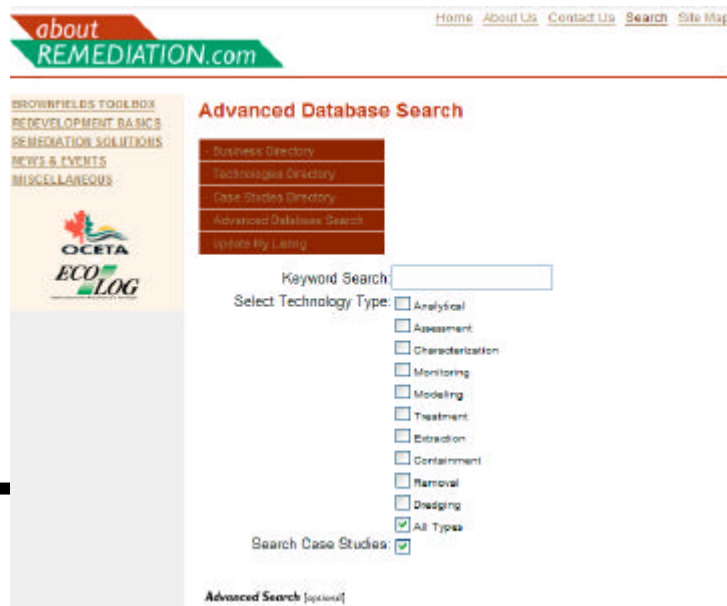 about
REMEDIATION.com
Home About Us Contact Us Search Site Map
BROWNFIELDS TOOLBOX
REDEVELOPMENT BASICS
REMEDIATION SOLUTIONS
NEWS & EVENTS
MISCELLANEOUS
OCETA
ECO LOG
Advanced Database Search
- Business Directory
- Technologies Directory
- Case Studies Directory
- Advanced Database Search
- Update My Listing
Keyword Search:
Select Technology Type:
Analytical
Assessment
Characterization
Monitoring
Modeling
Treatment
Extraction
Containment
Removal
Dredging
All Types
Search Case Studies:
Advanced Search [optional]